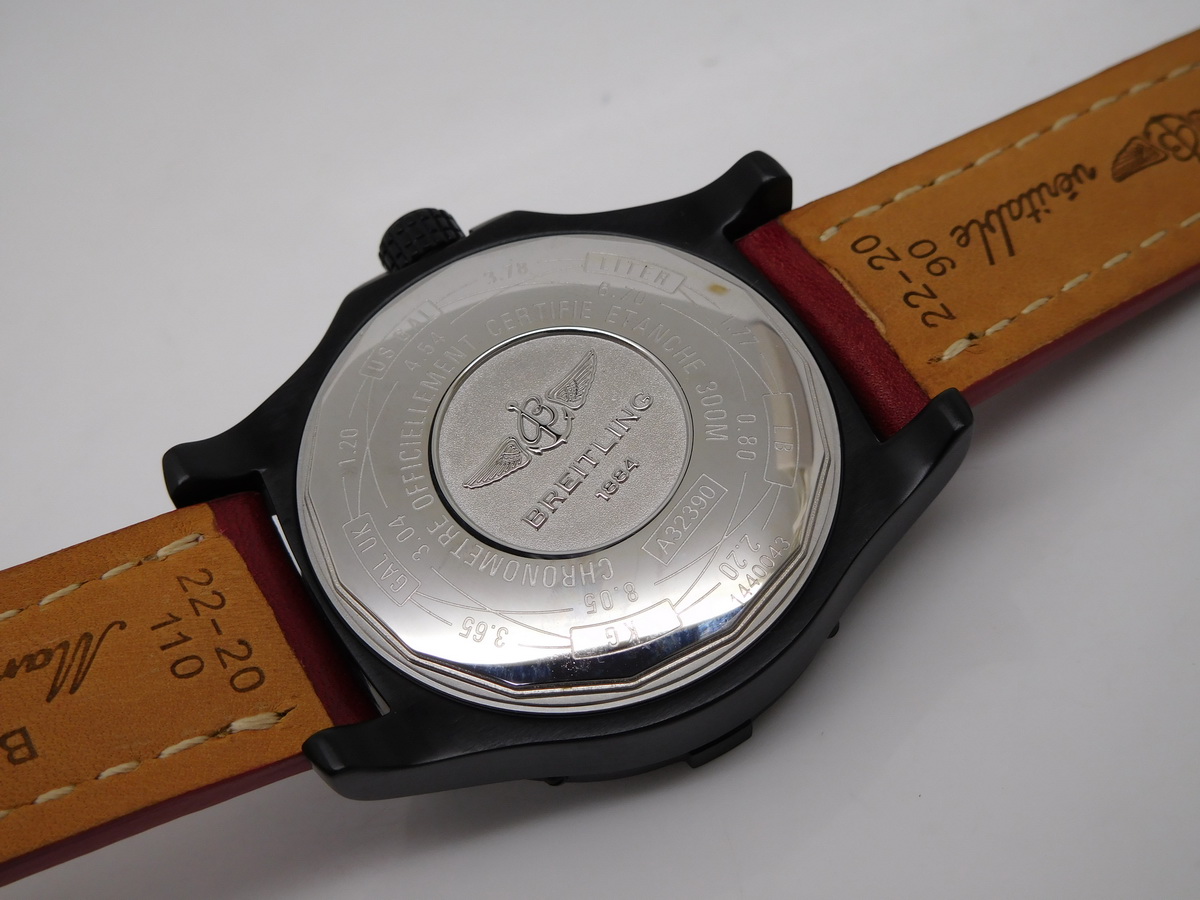 BREITLING
1884
CHRONOMETRE OFFICIELLEMENT CERTIFIE ETANCHE 300M
A32390
1440043
US GAL
3.78
LITER
LB
2.20
KG
3.65
GAL UK
1.20
4.54
0.80
8.05
3.04
véritable
22-20
90
22-20
110
Mar
B